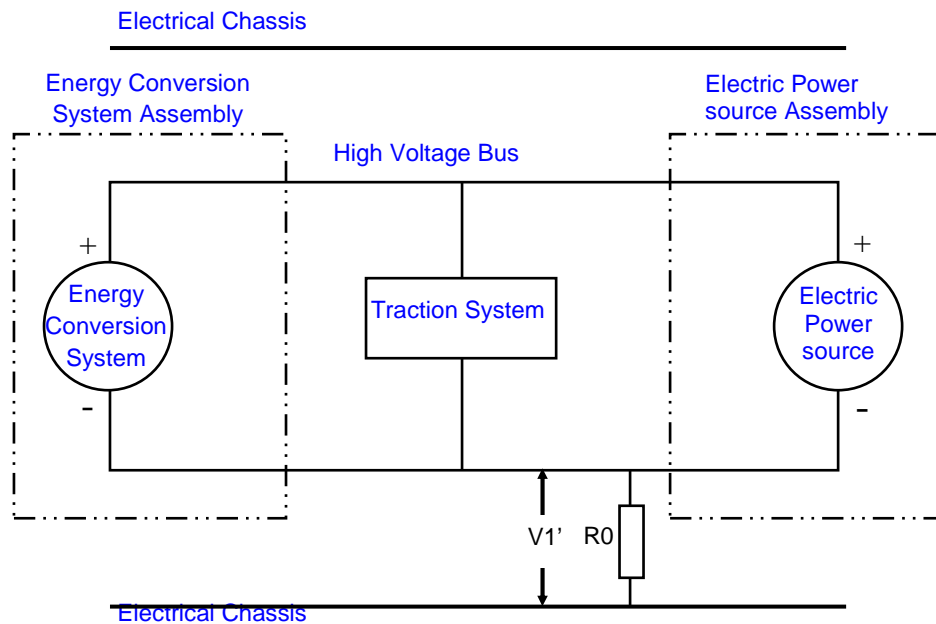 Electrical Chassis
Energy Conversion
System Assembly
Electric Power
source Assembly
High Voltage Bus
+
+
Energy
Conversion
System
Traction System
Electric
Power
source
-
-
V1’
R0
Electrical Chassis